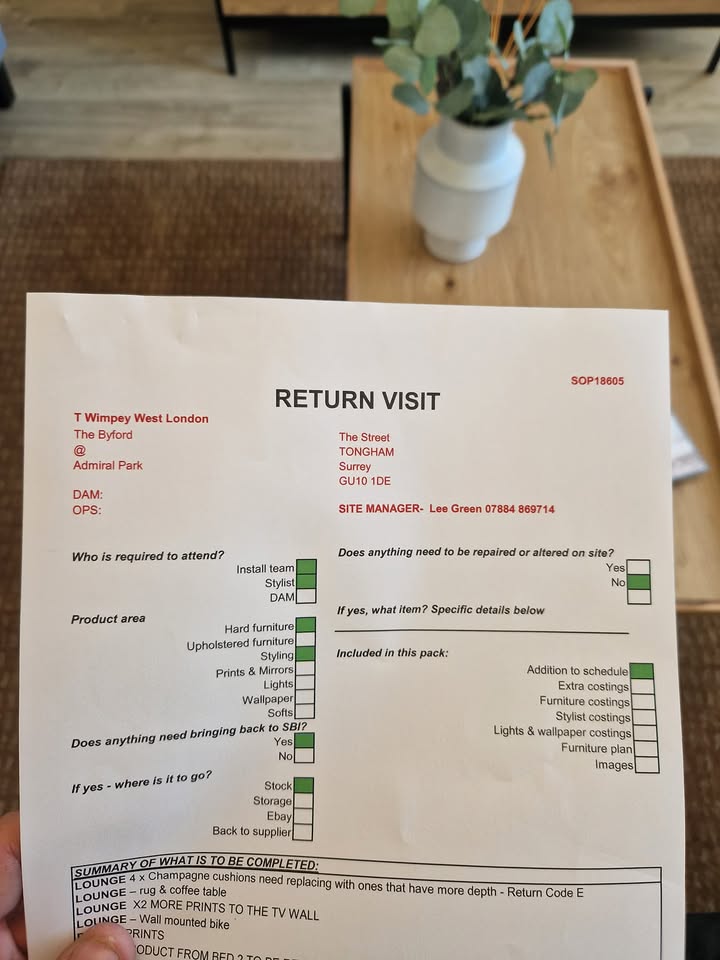 SOP18605
RETURN VISIT
T Wimpey West London
The Byford
@
Admiral Park
DAM:
OPS:
The Street
TONGHAM
Surrey
GU10 1DE
SITE MANAGER- Lee Green 07884 869714
Who is required to attend?
Install team
Stylist
DAM
Product area
Hard furniture
Upholstered furniture
Styling
Prints & Mirrors
Lights
Wallpaper
Softs
Does anything need bringing back to SBI?
Yes
No
If yes - where is it to go?
Stock
Storage
Ebay
Back to supplier
Does anything need to be repaired or altered on site?
Yes
No
If yes, what item? Specific details below
Included in this pack:
Addition to schedule
Extra costings
Furniture costings
Stylist costings
Lights & wallpaper costings
Furniture plan
Images
SUMMARY OF WHAT IS TO BE COMPLETED:
LOUNGE 4 x Champagne cushions need replacing with ones that have more depth - Return Code E
LOUNGE – rug & coffee table
LOUNGE X2 MORE PRINTS TO THE TV WALL
LOUNGE – Wall mounted bike
PRINTS
FROM BED 2 TO BE